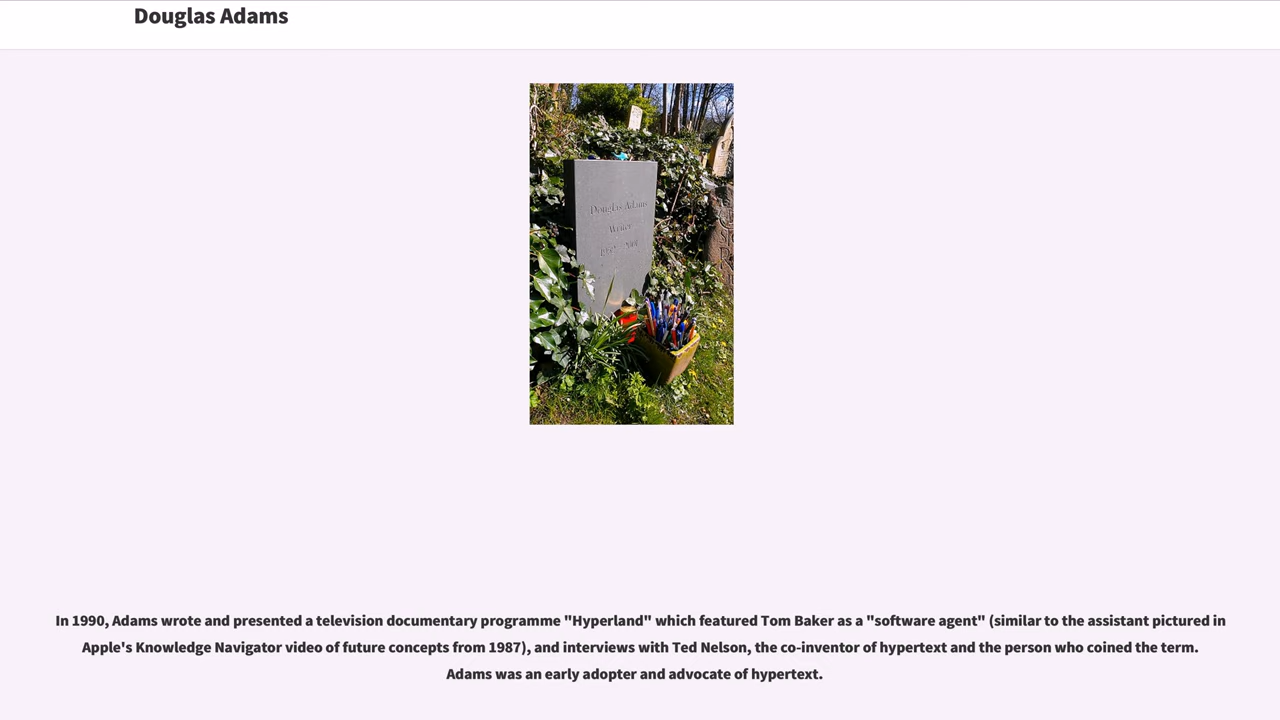 Douglas Adams
Douglas Adams
Writer
In 1990, Adams wrote and presented a television documentary programme "Hyperland" which featured Tom Baker as a "software agent" (similar to the assistant pictured in
Apple's Knowledge Navigator video of future concepts from 1987), and interviews with Ted Nelson, the co-inventor of hypertext and the person who coined the term.
Adams was an early adopter and advocate of hypertext.